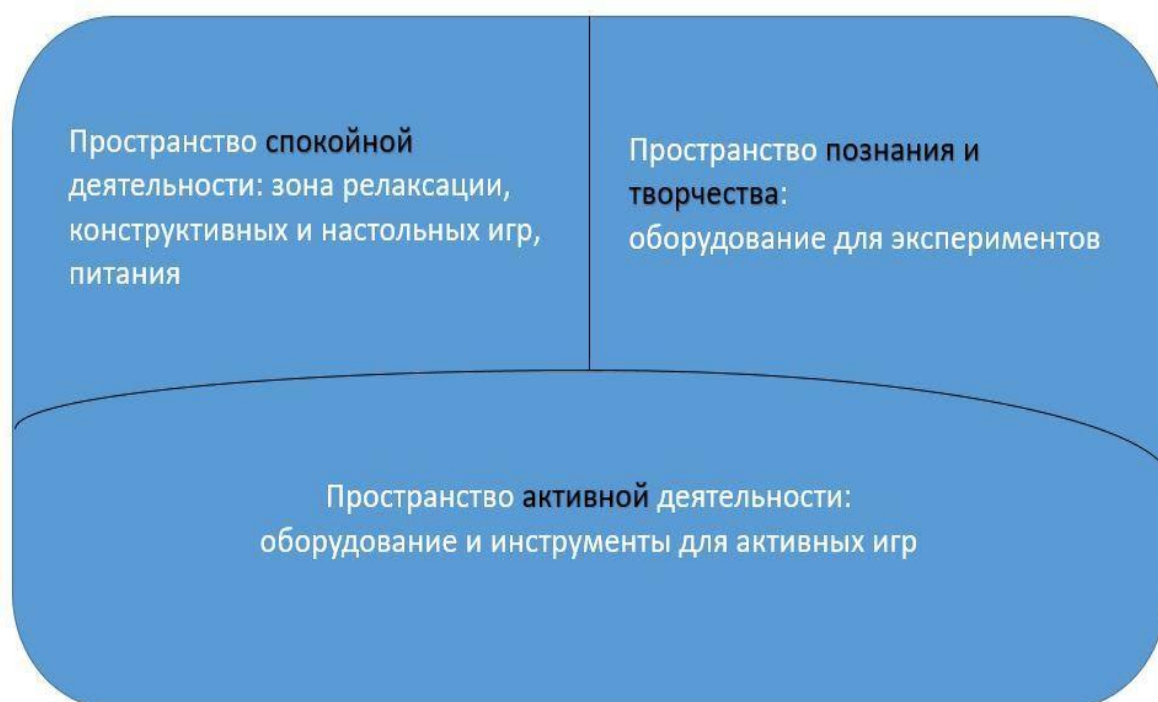 Пространство спокойной
деятельности: зона релаксации,
конструктивных и настольных игр,
питания
Пространство познания и
творчества:
оборудование для экспериментов
Пространство активной деятельности:
оборудование и инструменты для активных игр